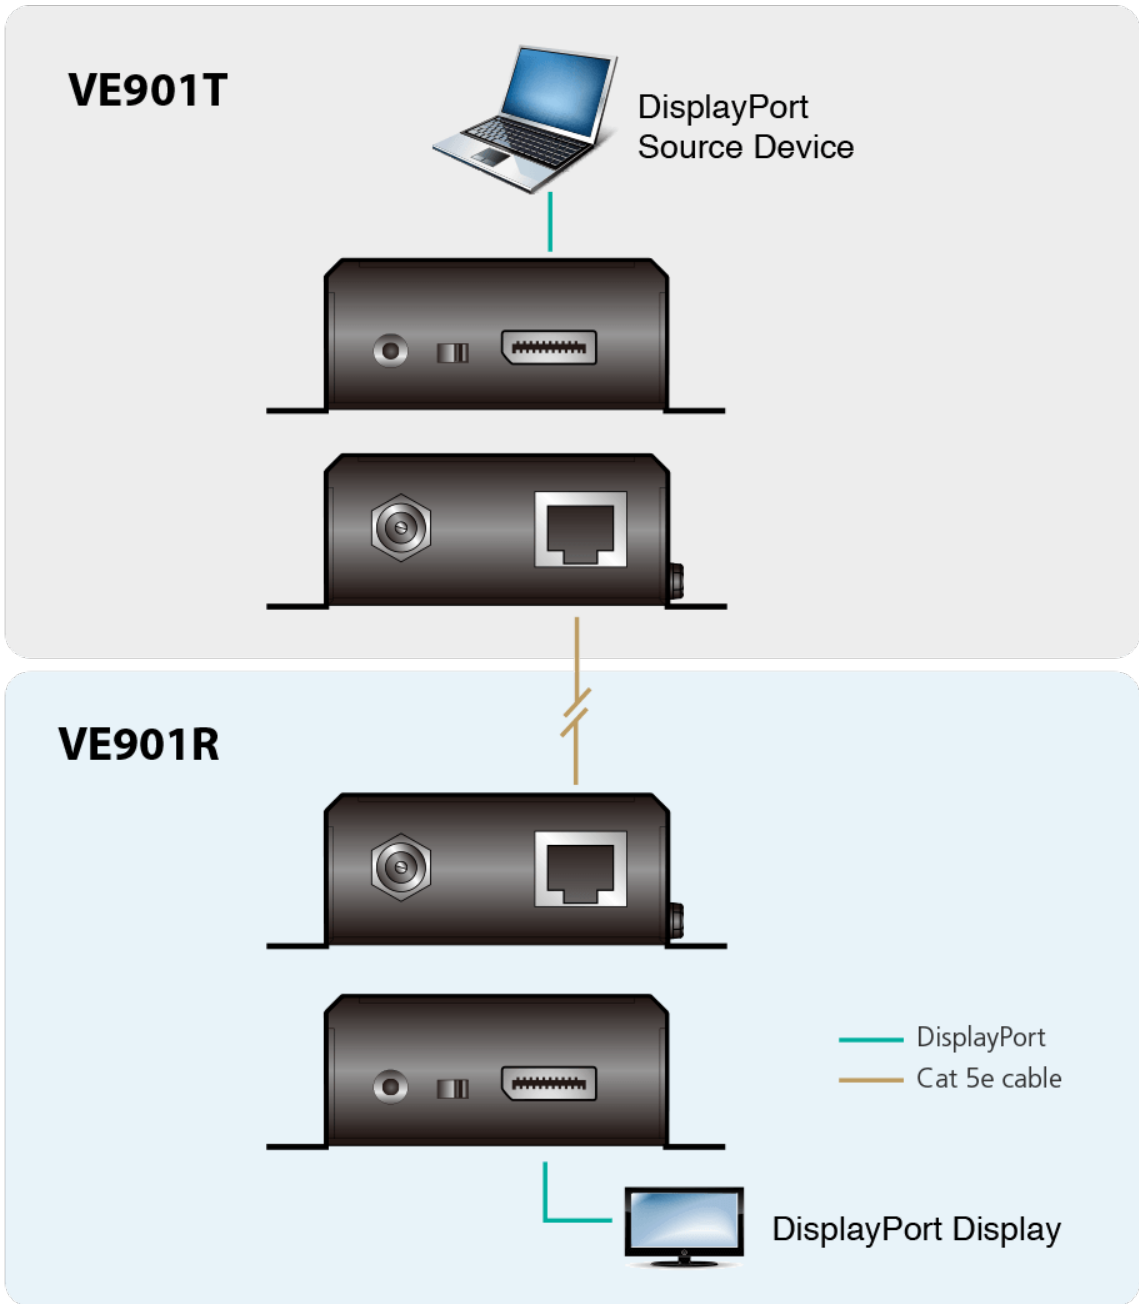 VE901T
DisplayPort
Source Device
VE901R
DisplayPort
Cat 5e cable
DisplayPort Display